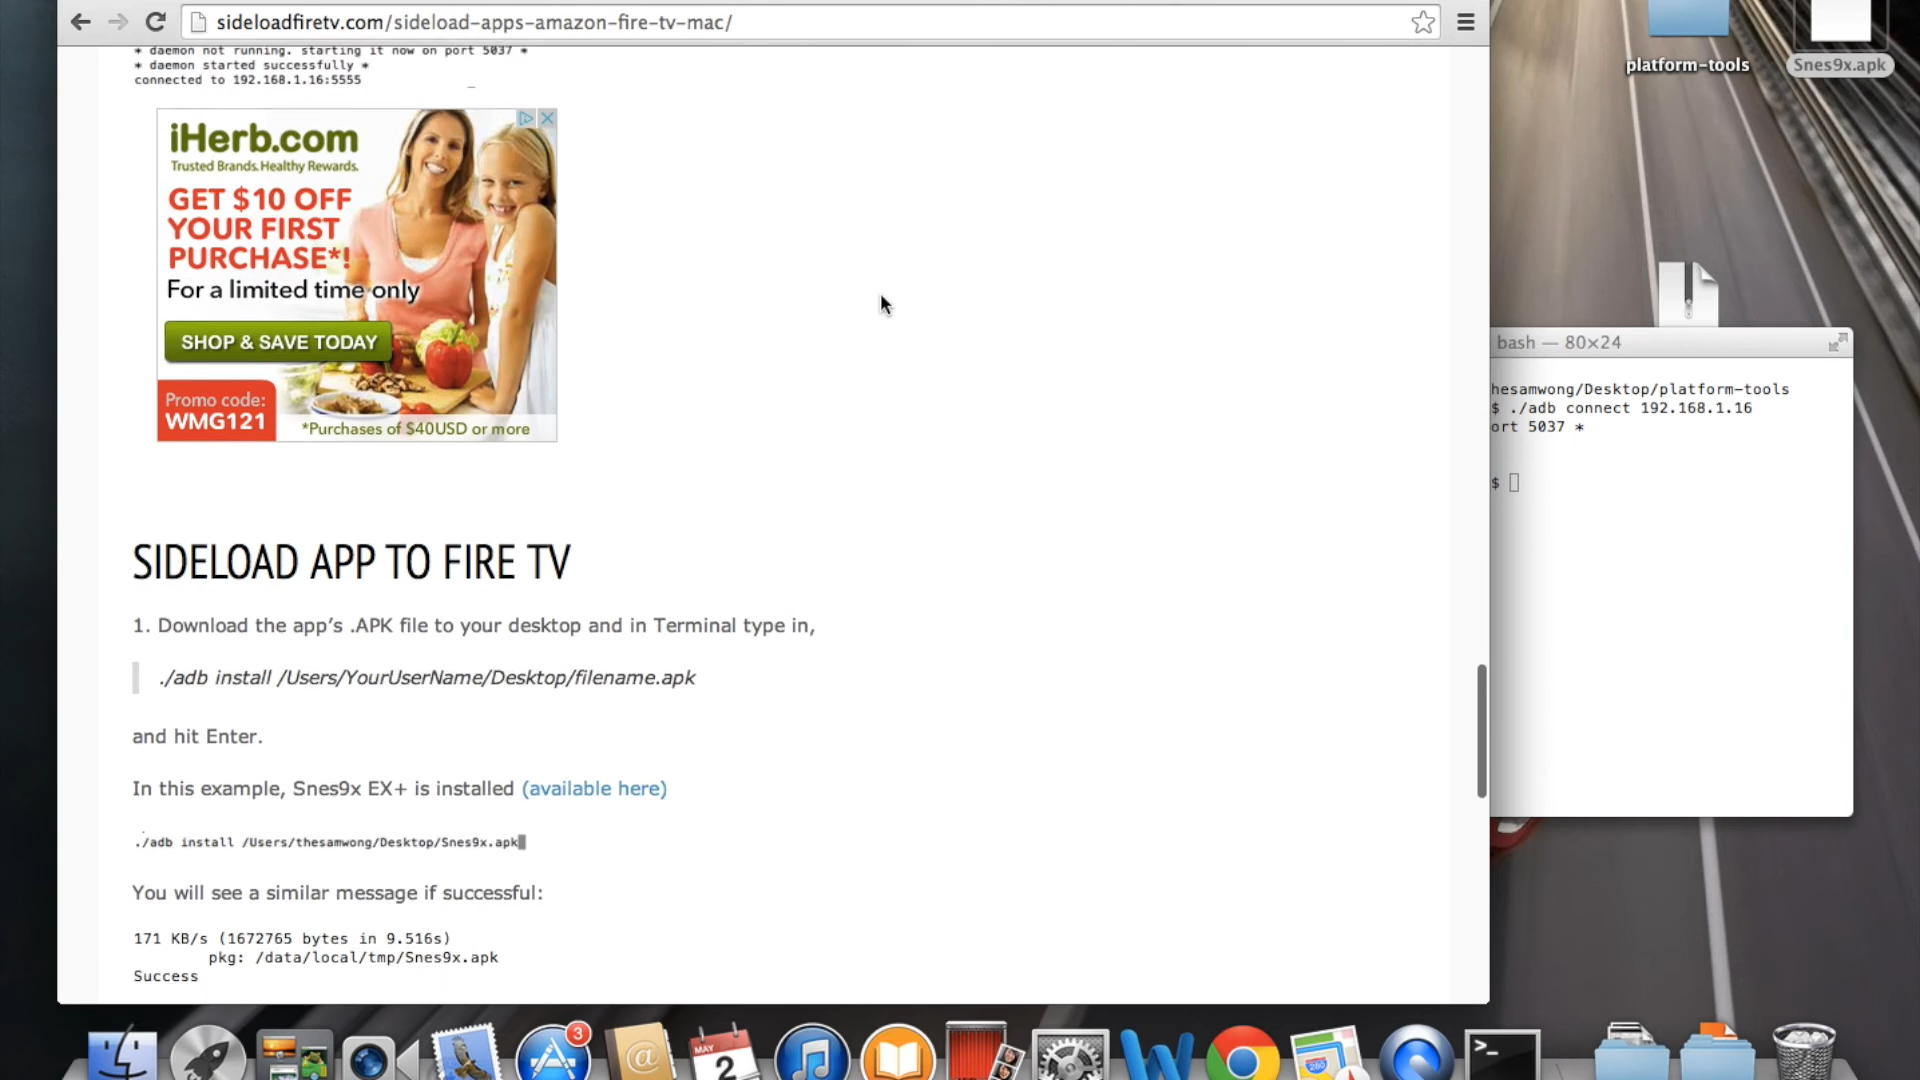 sideloadfiretv.com/sideload-apps-amazon-fire-tv-mac/
* daemon not running. starting it now on port 5037 *
* daemon started successfully *
connected to 192.168.1.16:5555
iHerb.com
Trusted Brands. Healthy Rewards.
GET $10 OFF
YOUR FIRST
PURCHASE*!
For a limited time only
SHOP & SAVE TODAY
Promo code:
WMG121
*Purchases of $40USD or more
SIDELOAD APP TO FIRE TV
1. Download the app’s .APK file to your desktop and in Terminal type in,
./adb install /Users/YourUserName/Desktop/filename.apk
and hit Enter.
In this example, Snes9x EX+ is installed (available here)
./adb install /Users/thesamwong/Desktop/Snes9x.apk
You will see a similar message if successful:
171 KB/s (1672765 bytes in 9.516s)
pkg: /data/local/tmp/Snes9x.apk
Success
platform-tools
Snes9x.apk
bash — 80×24
hesamwong/Desktop/platform-tools
$ ./adb connect 192.168.1.16
ort 5037 *
$
3
MAY
2
@
W
280
>_